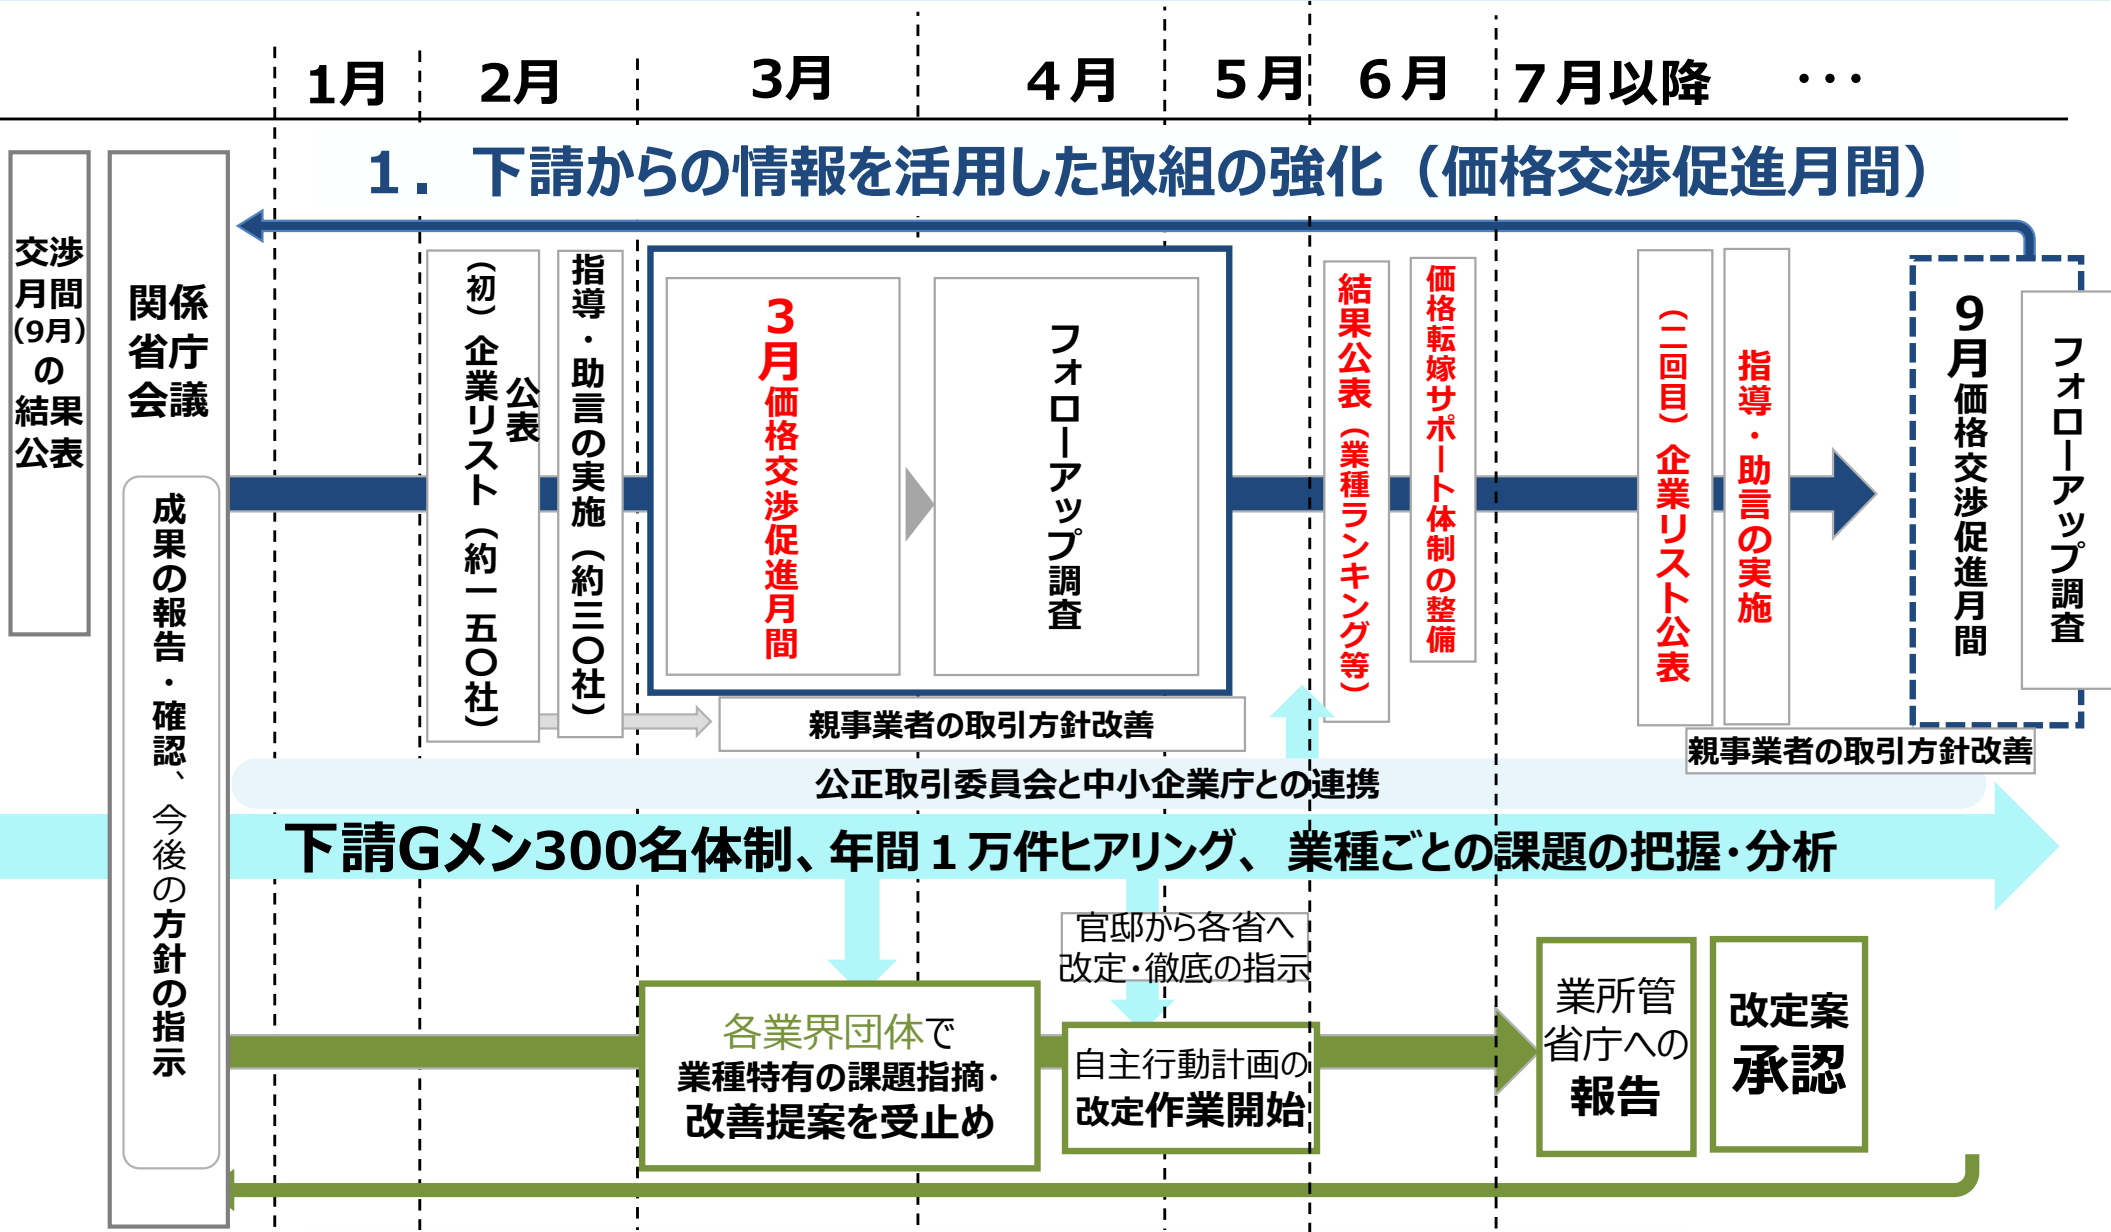 1月
2月
3月
４月
５月
６月
７月以降
・・・
１．下請からの情報を活用した取組の強化（価格交渉促進月間）
交渉
月間
（9月）
の
結果
公表
関係
省庁
会議
成果の報告・確認、今後の方針の指示
（初）企業リスト（約一五〇社）
公表
指導・助言の実施（約三〇社）
３月価格交渉促進月間
フォローアップ調査
結果公表（業種ランキング等）
価格転嫁サポート体制の整備
（二回目）企業リスト公表
指導・助言の実施
９月価格交渉促進月間
フォローアップ調査
親事業者の取引方針改善
親事業者の取引方針改善
公正取引委員会と中小企業庁との連携
下請Gメン300名体制、年間１万件ヒアリング、業種ごとの課題の把握・分析
官邸から各省へ
改定・徹底の指示
各業界団体で
業種特有の課題指摘・
改善提案を受止め
自主行動計画の
改定作業開始
業所管
省庁への
報告
改定案
承認